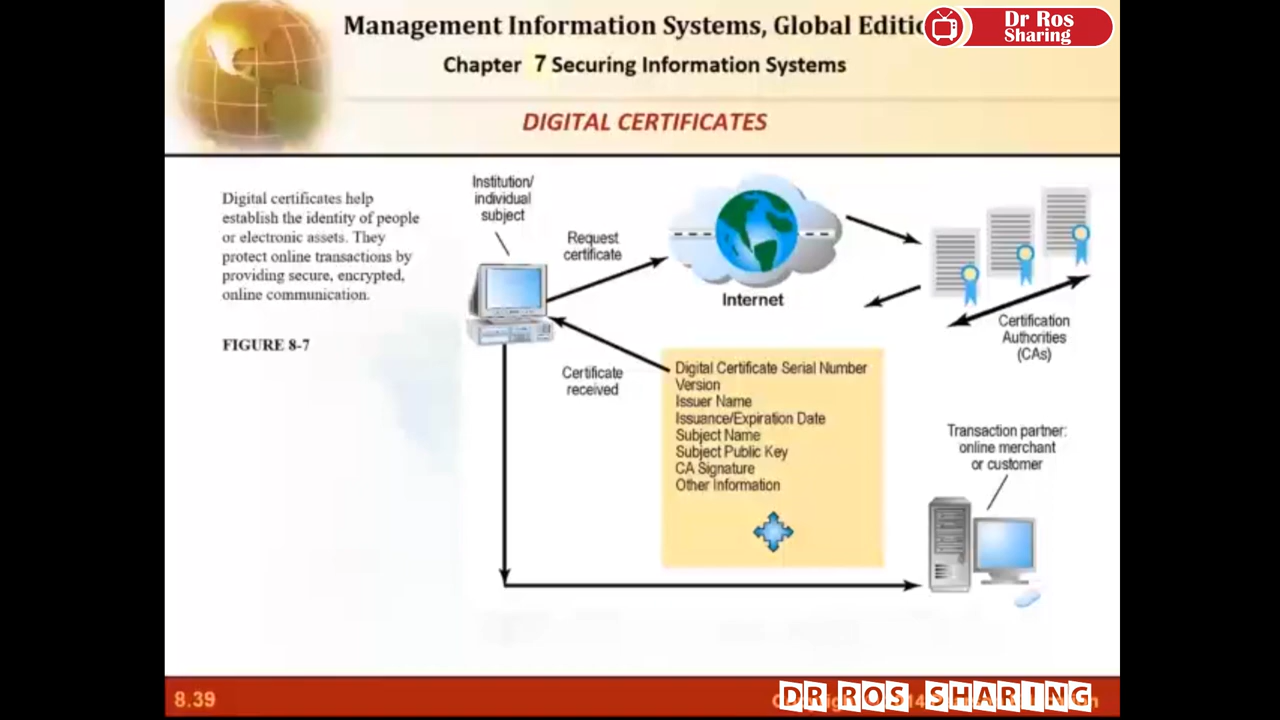 Management Information Systems, Global Editio
Dr Ros
Sharing
Chapter 7 Securing Information Systems
DIGITAL CERTIFICATES
Digital certificates help
establish the identity of people
or electronic assets. They
protect online transactions by
providing secure, encrypted,
online communication.
FIGURE 8-7
Institution/
individual
subject
Request
certificate
Internet
Certification
Authorities
(CAs)
Certificate
received
Digital Certificate Serial Number
Version
Issuer Name
Issuance/Expiration Date
Subject Name
Subject Public Key
CA Signature
Other Information
Transaction partner:
online merchant
or customer
8.39
DR ROS SHARING